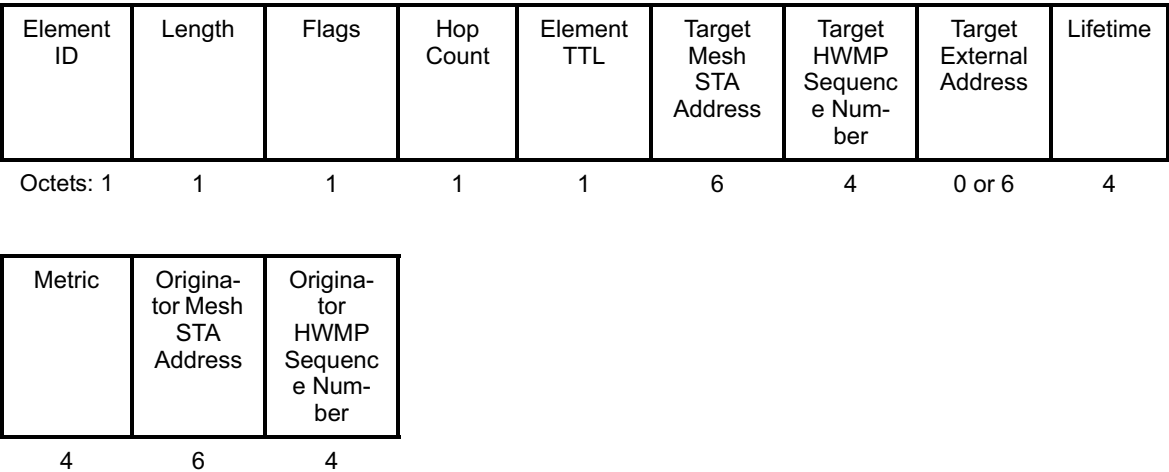 Element Length Flags Hop Element Target Target Target Lifetime
ID Count TTL Mesh HWMP External
STA Sequenc Address
Address e Num-
ber
Octets: 1 1 1 1 1 6 4 0 or 6 4
Metric Origina- Origina-
tor Mesh tor
STA HWMP
Address Sequenc
e Num-
ber
4 6 4